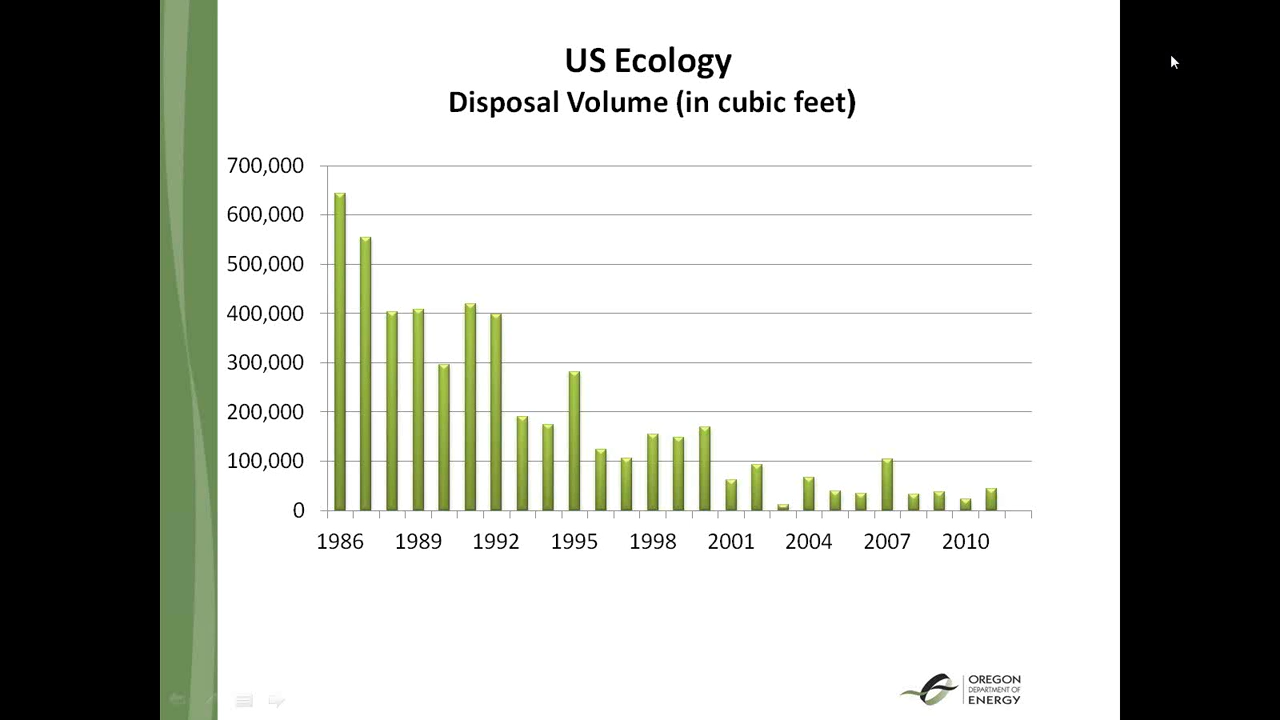 US Ecology
Disposal Volume (in cubic feet)
700,000
600,000
500,000
400,000
300,000
200,000
100,000
0
1986 1989 1992 1995 1998 2001 2004 2007 2010
OREGON
DEPARTMENT OF
ENERGY